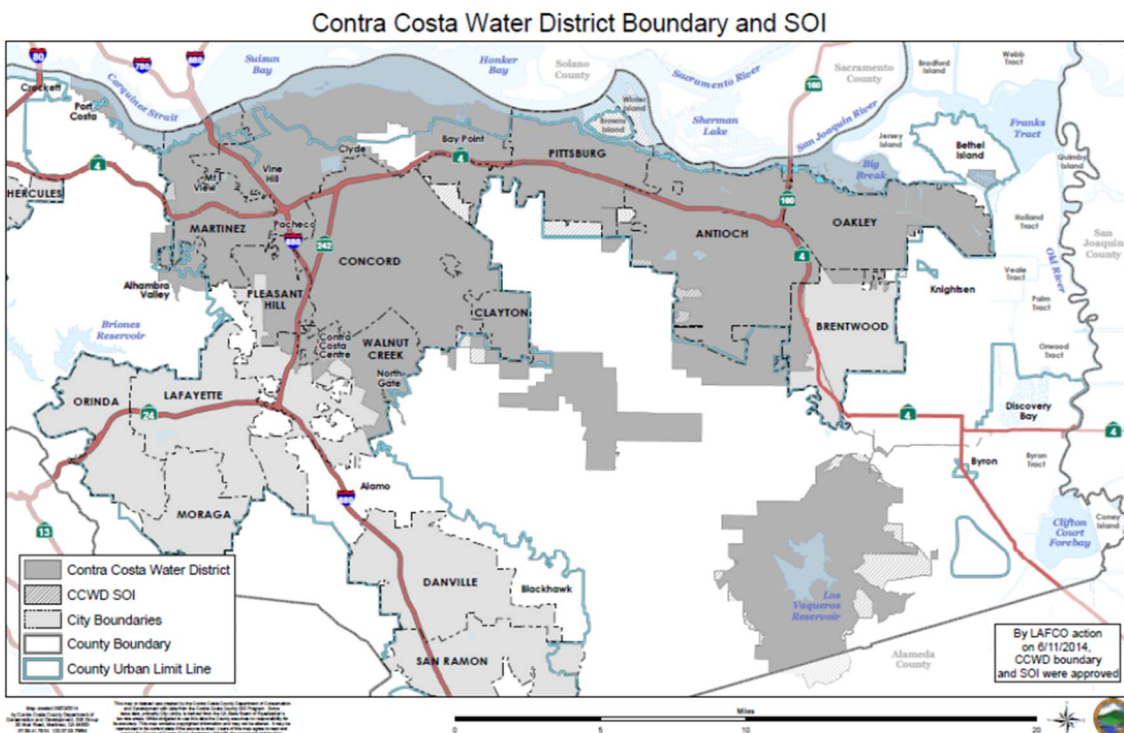 Contra Costa Water District Boundary and SOI
80
780
680
Suisun
Bay
Honker
Bay
Solano
County
Sacramento River
160
Sacramento
County
Bradford
Island
Webb
Tract
Crockett
Carquinez Strait
Port
Costa
Winter
Island
Browns
Island
Sherman
Lake
San Joaquin River
Jersey
Island
Franks
Tract
Bethel
Island
Quimby
Island
Bay Point
Clyde
PITTSBURG
Big
Break
4
4
HERCULES
Mt
View
Vine
Hill
160
OAKLEY
Holland
Tract
San
Joaquin
County
Old River
MARTINEZ
Pacheco
680
242
ANTIOCH
4
CONCORD
Veale
Tract
Knightsen
Palm
Tract
Alhambra
Valley
PLEASANT
HILL
CLAYTON
BRENTWOOD
Briones
Reservoir
Contra
Costa
Centre
WALNUT
CREEK
Orwood
Tract
North
Gate
ORINDA
LAFAYETTE
24
Discovery
Bay
4
4
Byron
Byron
Tract
Alamo
680
MORAGA
13
Clifton
Court
Forebay
Coney
Island
DANVILLE
Blackhawk
Los
Vaqueros
Reservoir
SAN RAMON
Alameda
County
Contra Costa Water District
CCWD SOI
City Boundaries
County Boundary
County Urban Limit Line
By LAFCO action
on 6/11/2014,
CCWD boundary
and SOI were approved
Miles
0
5
10
20